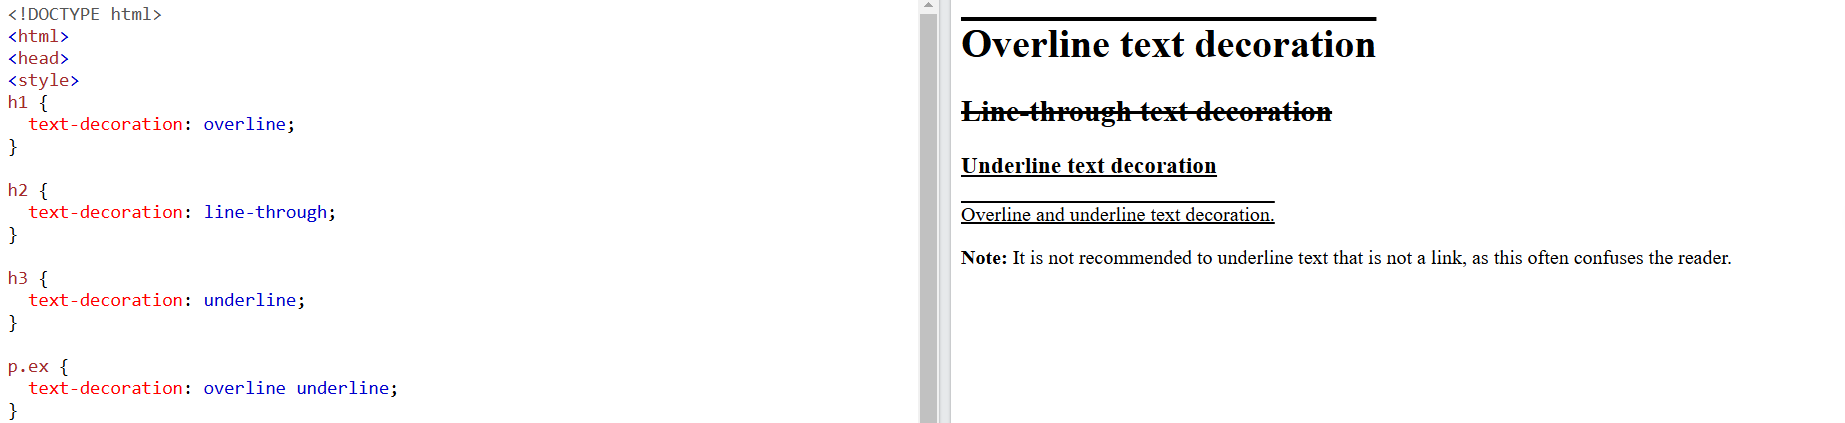 <!DOCTYPE html>
<html>
<head>
<style>
h1 {
  text-decoration: overline;
}

h2 {
  text-decoration: line-through;
}

h3 {
  text-decoration: underline;
}

p.ex {
  text-decoration: overline underline;
}
Overline text decoration
Line-through text decoration
Underline text decoration
Overline and underline text decoration.
Note: It is not recommended to underline text that is not a link, as this often confuses the reader.